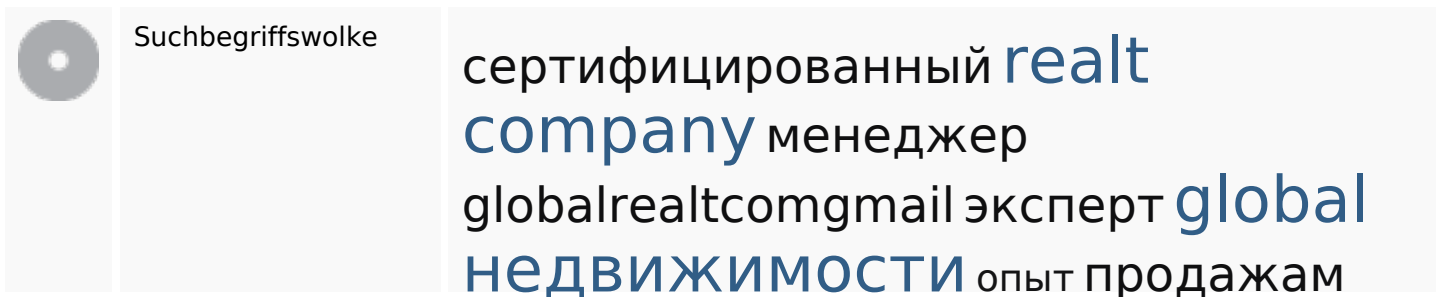 Suchbegriffswolke
сертифицированный realt
company менеджер
globalrealtcomgmail эксперт global
недвижимости опыт продажам